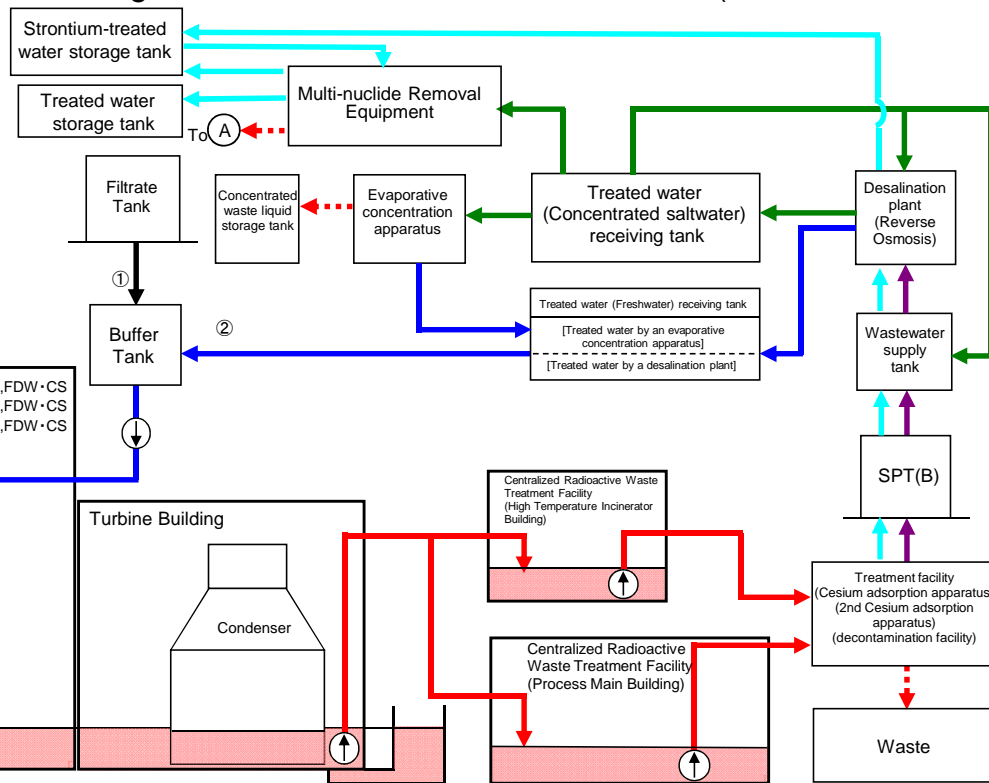 Strontium-treated
water storage tank
Treated water
storage tank
Multi-nuclide Removal
Equipment
To
A
Filtrate
Tank
Concentrated
waste liquid
storage tank
Evaporative
concentration
apparatus
Treated water
(Concentrated saltwater)
receiving tank
Desalination
plant
(Reverse
Osmosis)
①
Buffer
Tank
②
Treated water (Freshwater) receiving tank
[Treated water by an evaporative
concentration apparatus]
[Treated water by a desalination plant]
Wastewater
supply
tank
,FDW・CS
,FDW・CS
,FDW・CS
SPT(B)
Turbine Building
Condenser
Centralized Radioactive Waste
Treatment Facility
(High Temperature Incinerator
Building)
Centralized Radioactive
Waste Treatment Facility
(Process Main Building)
Treatment facility
(Cesium adsorption apparatus
(2nd Cesium adsorption
apparatus)
(decontamination facility)
Waste